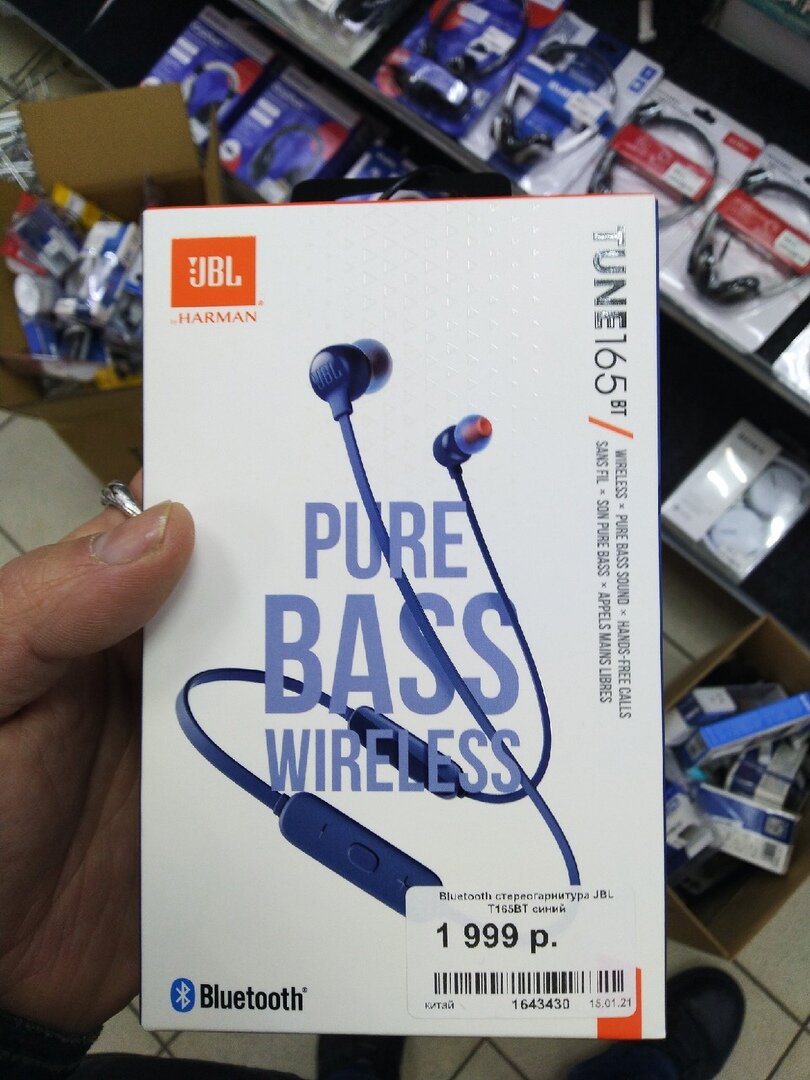 JBL
by HARMAN
TUNE165BT
WIRELESS × PURE BASS SOUND × HANDS-FREE CALLS
SANS FIL × SON PURE BASS × APPELS MAINS LIBRES
JBL
PURE
BASS
WIRELESS
Bluetooth стереогарнитура JBL
T165BT синий
1 999 р.
китай 1643430 15.01.21
Bluetooth®